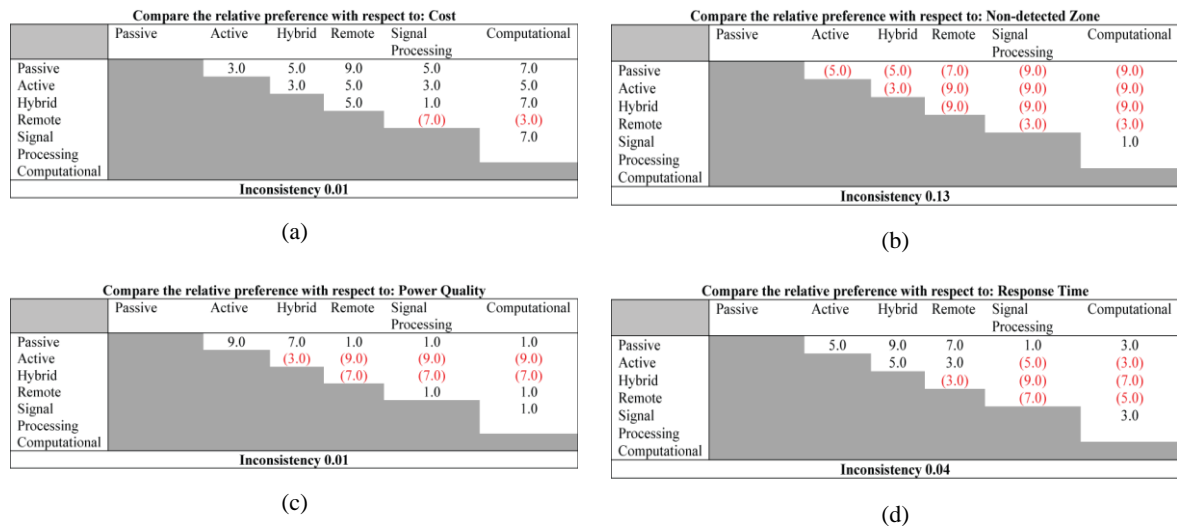 Compare the relative preference with respect to: Cost
Passive Active Hybrid Remote Signal Processing Computational
Passive 3.0 5.0 9.0 5.0 7.0
Active 3.0 5.0 3.0 5.0
Hybrid 5.0 1.0 7.0
Remote (7.0) (3.0)
Signal 7.0
Processing
Computational
Inconsistency 0.01
(a)
Compare the relative preference with respect to: Non-detected Zone
Passive Active Hybrid Remote Signal Processing Computational
Passive (5.0) (5.0) (7.0) (9.0) (9.0)
Active (3.0) (9.0) (9.0) (9.0)
Hybrid (9.0) (9.0) (9.0)
Remote (3.0) (3.0)
Signal 1.0
Processing
Computational
Inconsistency 0.13
(b)
Compare the relative preference with respect to: Power Quality
Passive Active Hybrid Remote Signal Processing Computational
Passive 9.0 7.0 1.0 1.0 1.0
Active (3.0) (9.0) (9.0) (9.0)
Hybrid (7.0) (7.0) (7.0)
Remote 1.0 1.0
Signal 1.0
Processing
Computational
Inconsistency 0.01
(c)
Compare the relative preference with respect to: Response Time
Passive Active Hybrid Remote Signal Processing Computational
Passive 5.0 9.0 7.0 1.0 3.0
Active 5.0 3.0 (5.0) (3.0)
Hybrid (3.0) (9.0) (7.0)
Remote (7.0) (5.0)
Signal 3.0
Processing
Computational
Inconsistency 0.04
(d)